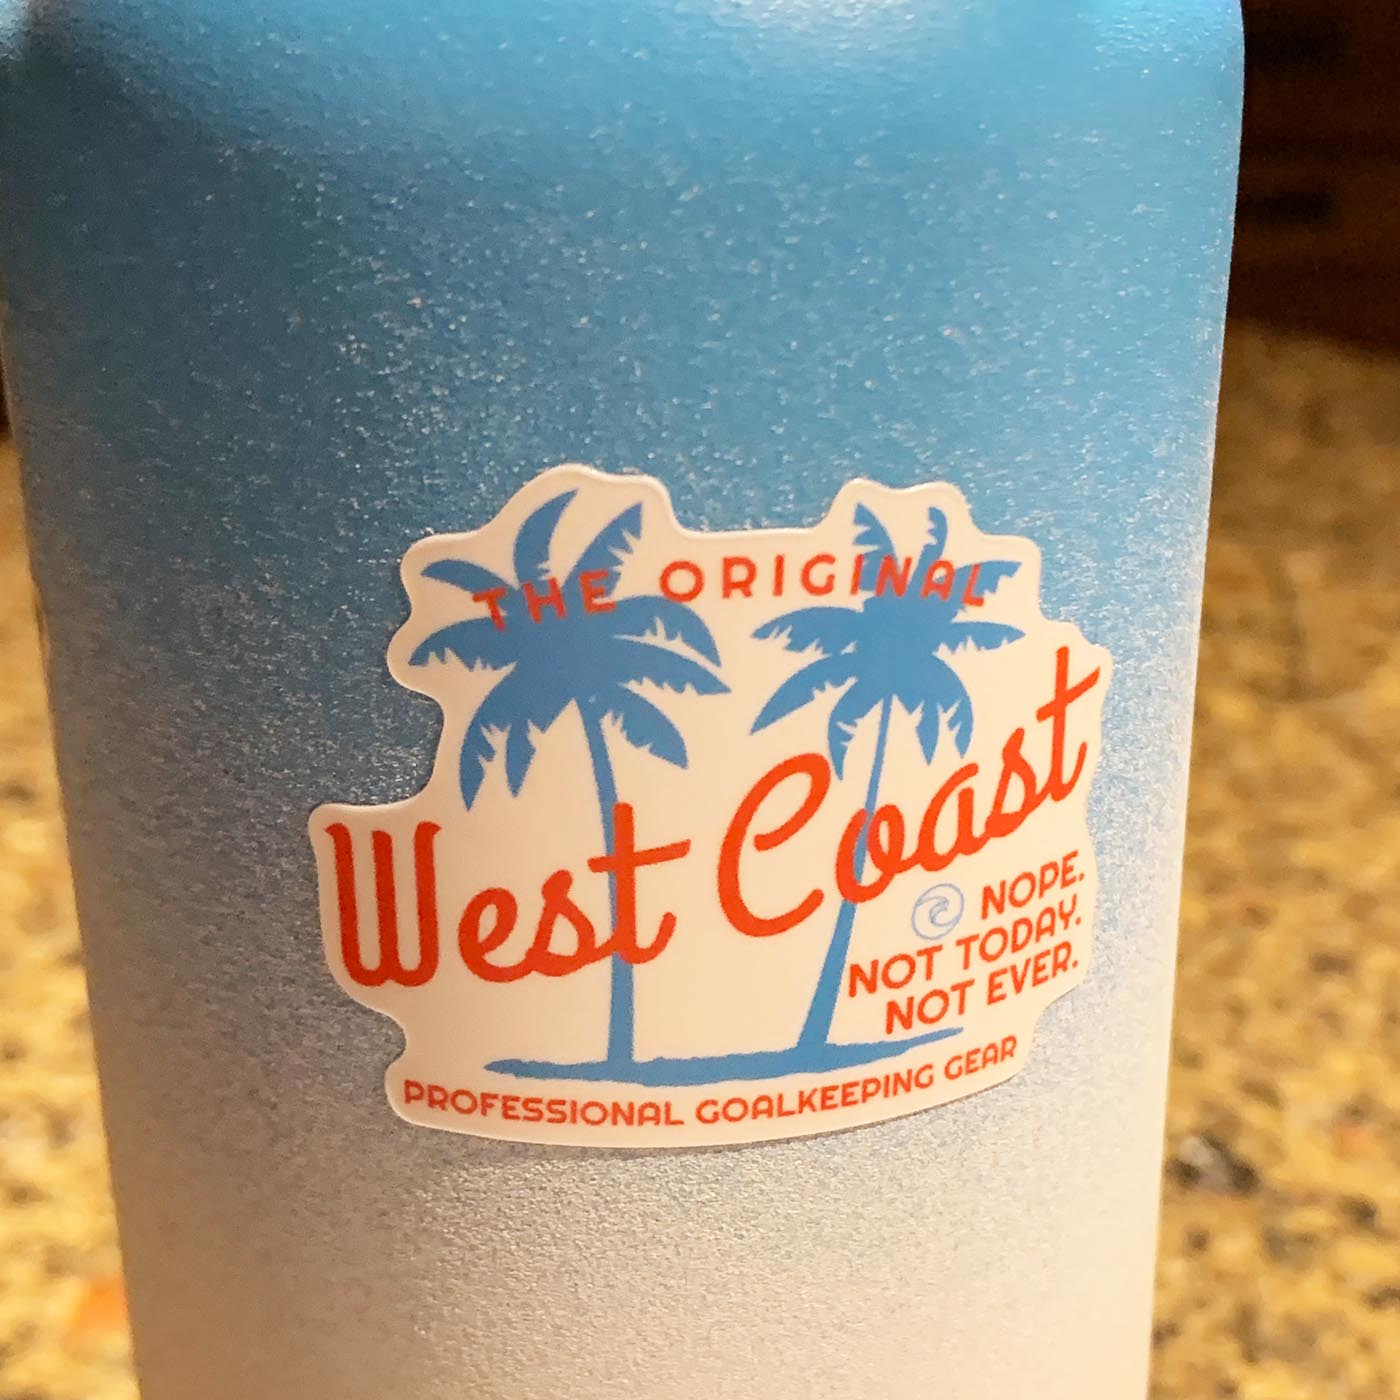 THE ORIGINAL
West Coast
NOPE.
NOT TODAY.
NOT EVER.
PROFESSIONAL GOALKEEPING GEAR